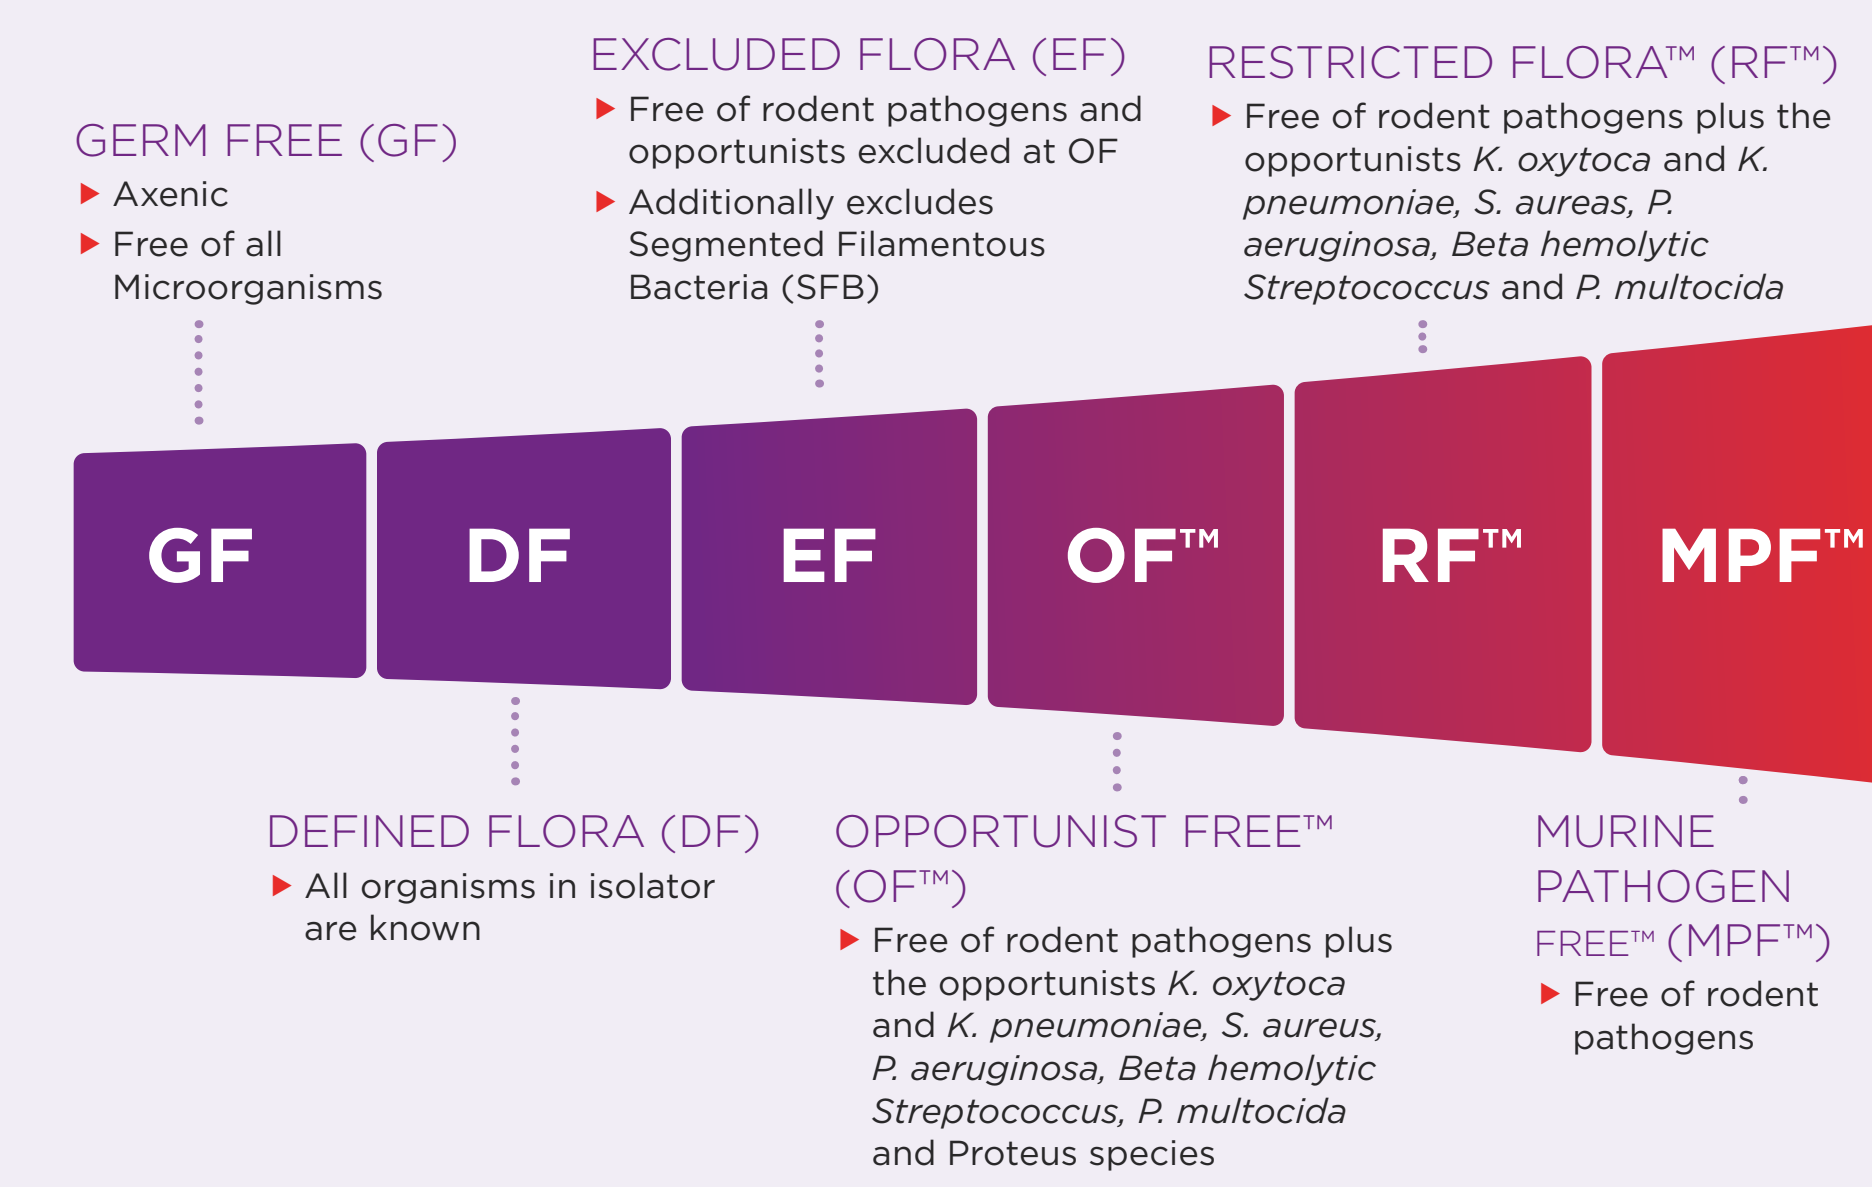 EXCLUDED FLORA (EF)
Free of rodent pathogens and
opportunists excluded at OF
Additionally excludes
Segmented Filamentous
Bacteria (SFB)
RESTRICTED FLORA™ (RF™)
Free of rodent pathogens plus the
opportunists K. oxytoca and K.
pneumoniae, S. aureas, P.
aeruginosa, Beta hemolytic
Streptococcus and P. multocida
GERM FREE (GF)
Axenic
Free of all
Microorganisms
GF
DF
EF
OF™
RF™
MPF™
DEFINED FLORA (DF)
All organisms in isolator
are known
OPPORTUNIST FREE™
(OF™)
Free of rodent pathogens plus
the opportunists K. oxytoca
and K. pneumoniae, S. aureus,
P. aeruginosa, Beta hemolytic
Streptococcus, P. multocida
and Proteus species
MURINE
PATHOGEN
FREE™ (MPF™)
Free of rodent
pathogens